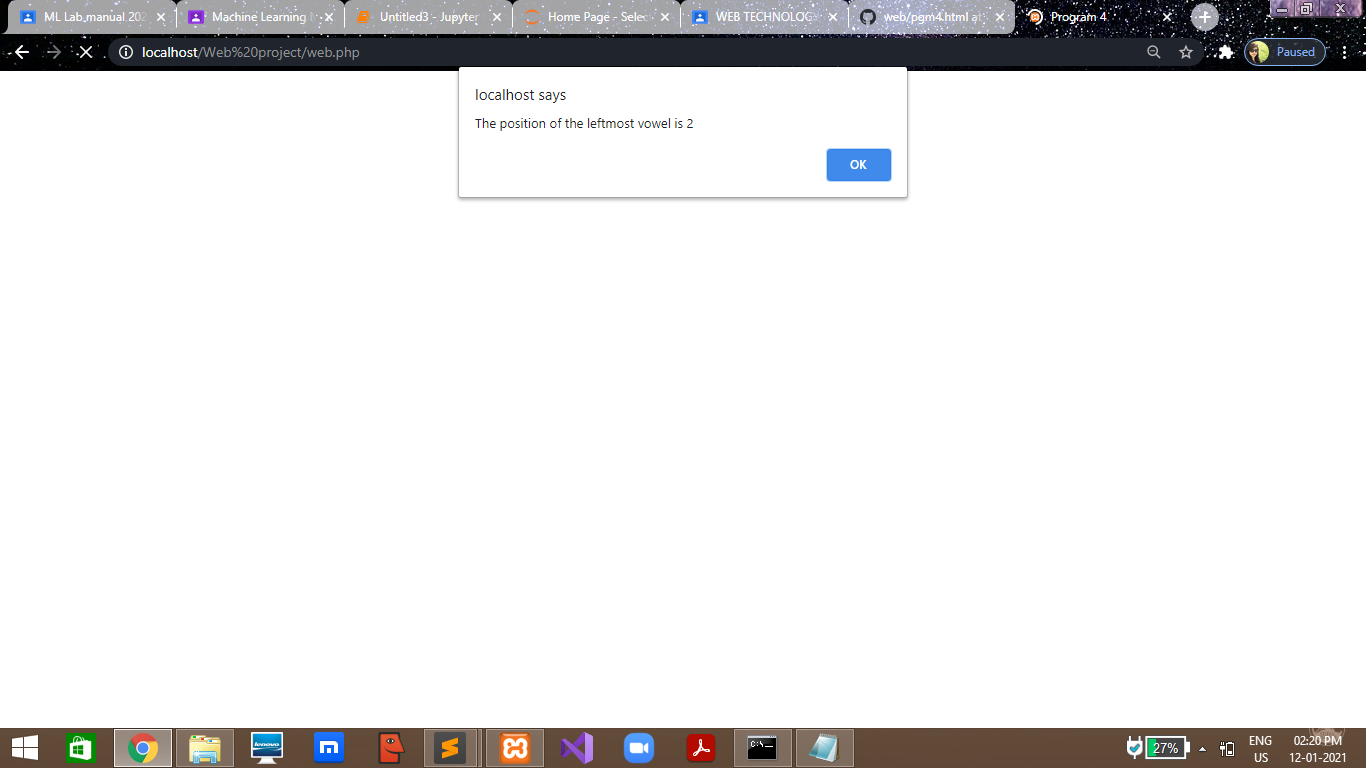 ML Lab manual 202
Machine Learning
Untitled3 - Jupyter
Home Page - Selec
WEB TECHNOLOG
web/pgm4.html at
Program 4
localhost/Web%20project/web.php
Paused
localhost says
The position of the leftmost vowel is 2
OK
lenovo
m
C:\_
27%
ENG
US
02:20 PM
12-01-2021